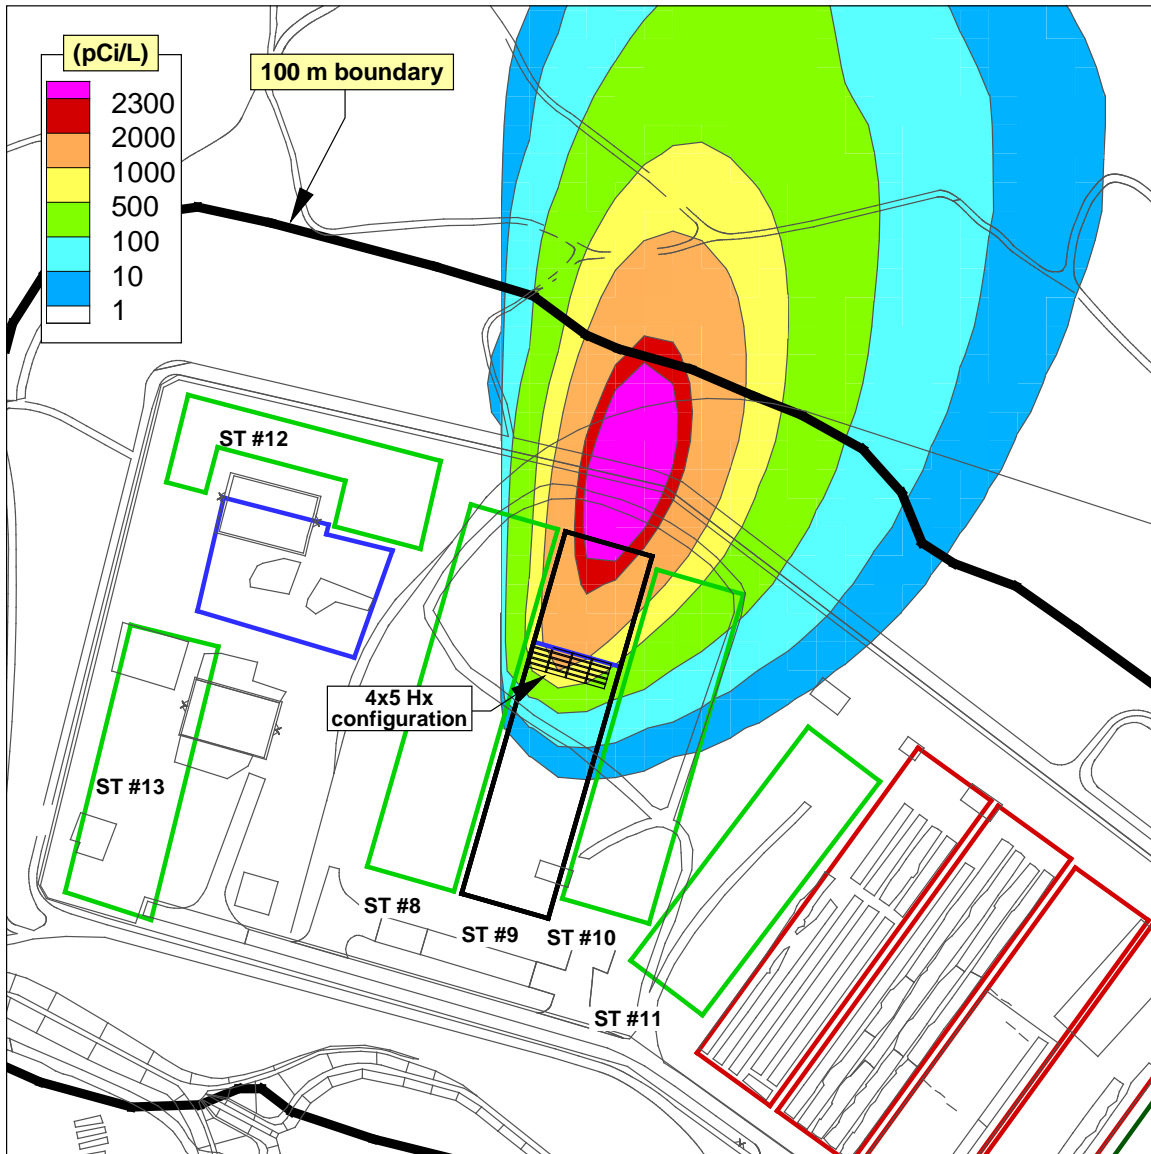 (pCi/L)
2300
2000
1000
500
100
10
1
100 m boundary
ST #12
4x5 Hx
configuration
ST #13
ST #8
ST #9
ST #10
ST #11